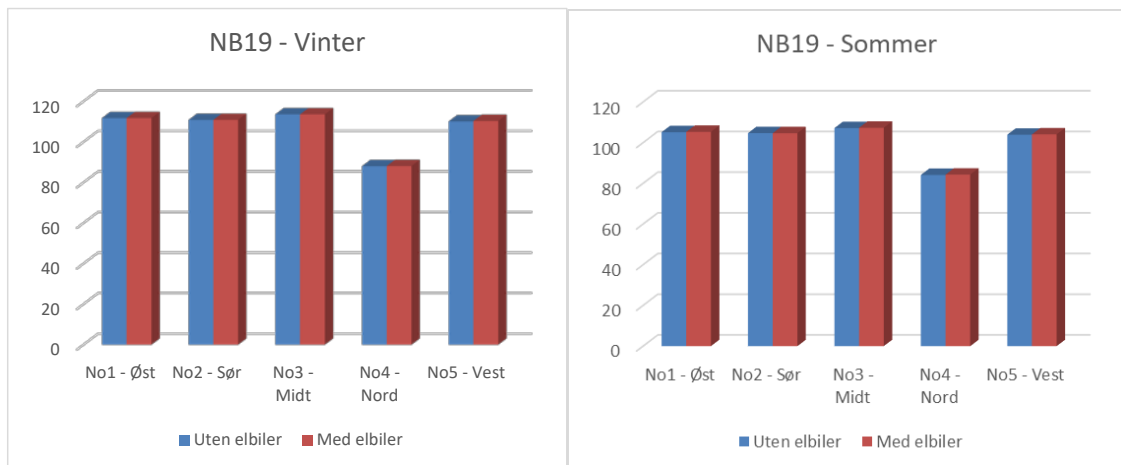 NB19 - Vinter
120
100
80
60
40
20
0
No1 - Øst
No2 - Sør
No3 -
Midt
No4 -
Nord
No5 - Vest
Uten elbiler
Med elbiler
NB19 - Sommer
120
100
80
60
40
20
0
No1 - Øst
No2 - Sør
No3 -
Midt
No4 -
Nord
No5 - Vest
Uten elbiler
Med elbiler